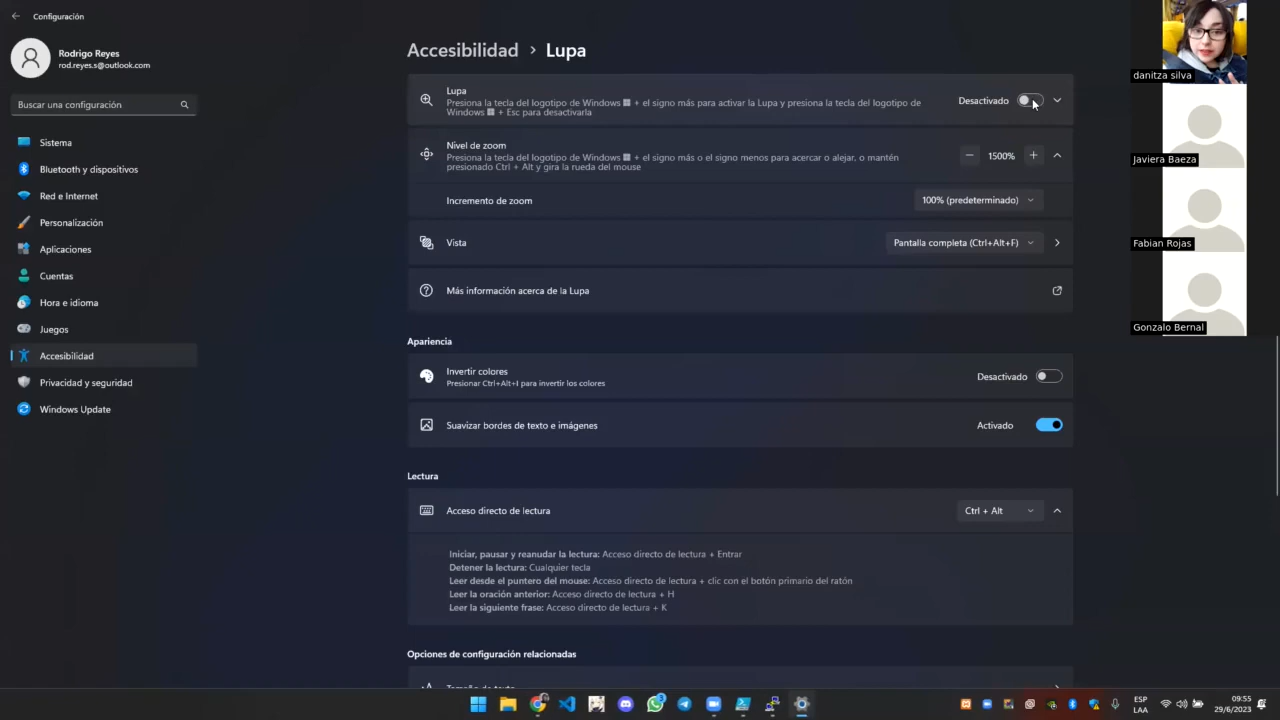 Configuración
Rodrigo Reyes
rod.reyes.s@outlook.com
Buscar una configuración
Sistema
Bluetooth y dispositivos
Red e Internet
Personalización
Aplicaciones
Cuentas
Hora e idioma
Juegos
Accesibilidad
Privacidad y seguridad
Windows Update
Accesibilidad > Lupa
Lupa
Presiona la tecla del logotipo de Windows + el signo más para activar la Lupa y presiona la tecla del logotipo de
Windows + Esc para desactivarla
Desactivado
Nivel de zoom
Presiona la tecla del logotipo de Windows + el signo más o el signo menos para acercar o alejar, o mantén
presionado Ctrl + Alt y gira la rueda del mouse
1500%
Incremento de zoom
100% (predeterminado)
Vista
Pantalla completa (Ctrl+Alt+F)
Más información acerca de la Lupa
Apariencia
Invertir colores
Presionar Ctrl+Alt+I para invertir los colores
Desactivado
Suavizar bordes de texto e imágenes
Activado
Lectura
Acceso directo de lectura
Ctrl + Alt
Iniciar, pausar y reanudar la lectura: Acceso directo de lectura + Entrar
Detener la lectura: Cualquier tecla
Leer desde el puntero del mouse: Acceso directo de lectura + clic con el botón primario del ratón
Leer la oración anterior: Acceso directo de lectura + H
Leer la siguiente frase: Acceso directo de lectura + K
Opciones de configuración relacionadas
Tamaño de texto
danitza silva
Javiera Baeza
Fabian Rojas
Gonzalo Bernal
3
ESP
LAA
09:55
29/6/2023